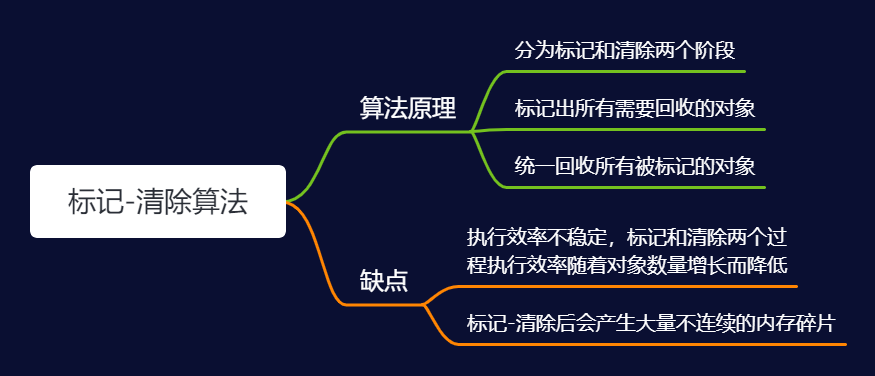 标记-清除算法
算法原理
分为标记和清除两个阶段
标记出所有需要回收的对象
统一回收所有被标记的对象
缺点
执行效率不稳定，标记和清除两个过
程执行效率随着对象数量增长而降低
标记-清除后会产生大量不连续的内存碎片